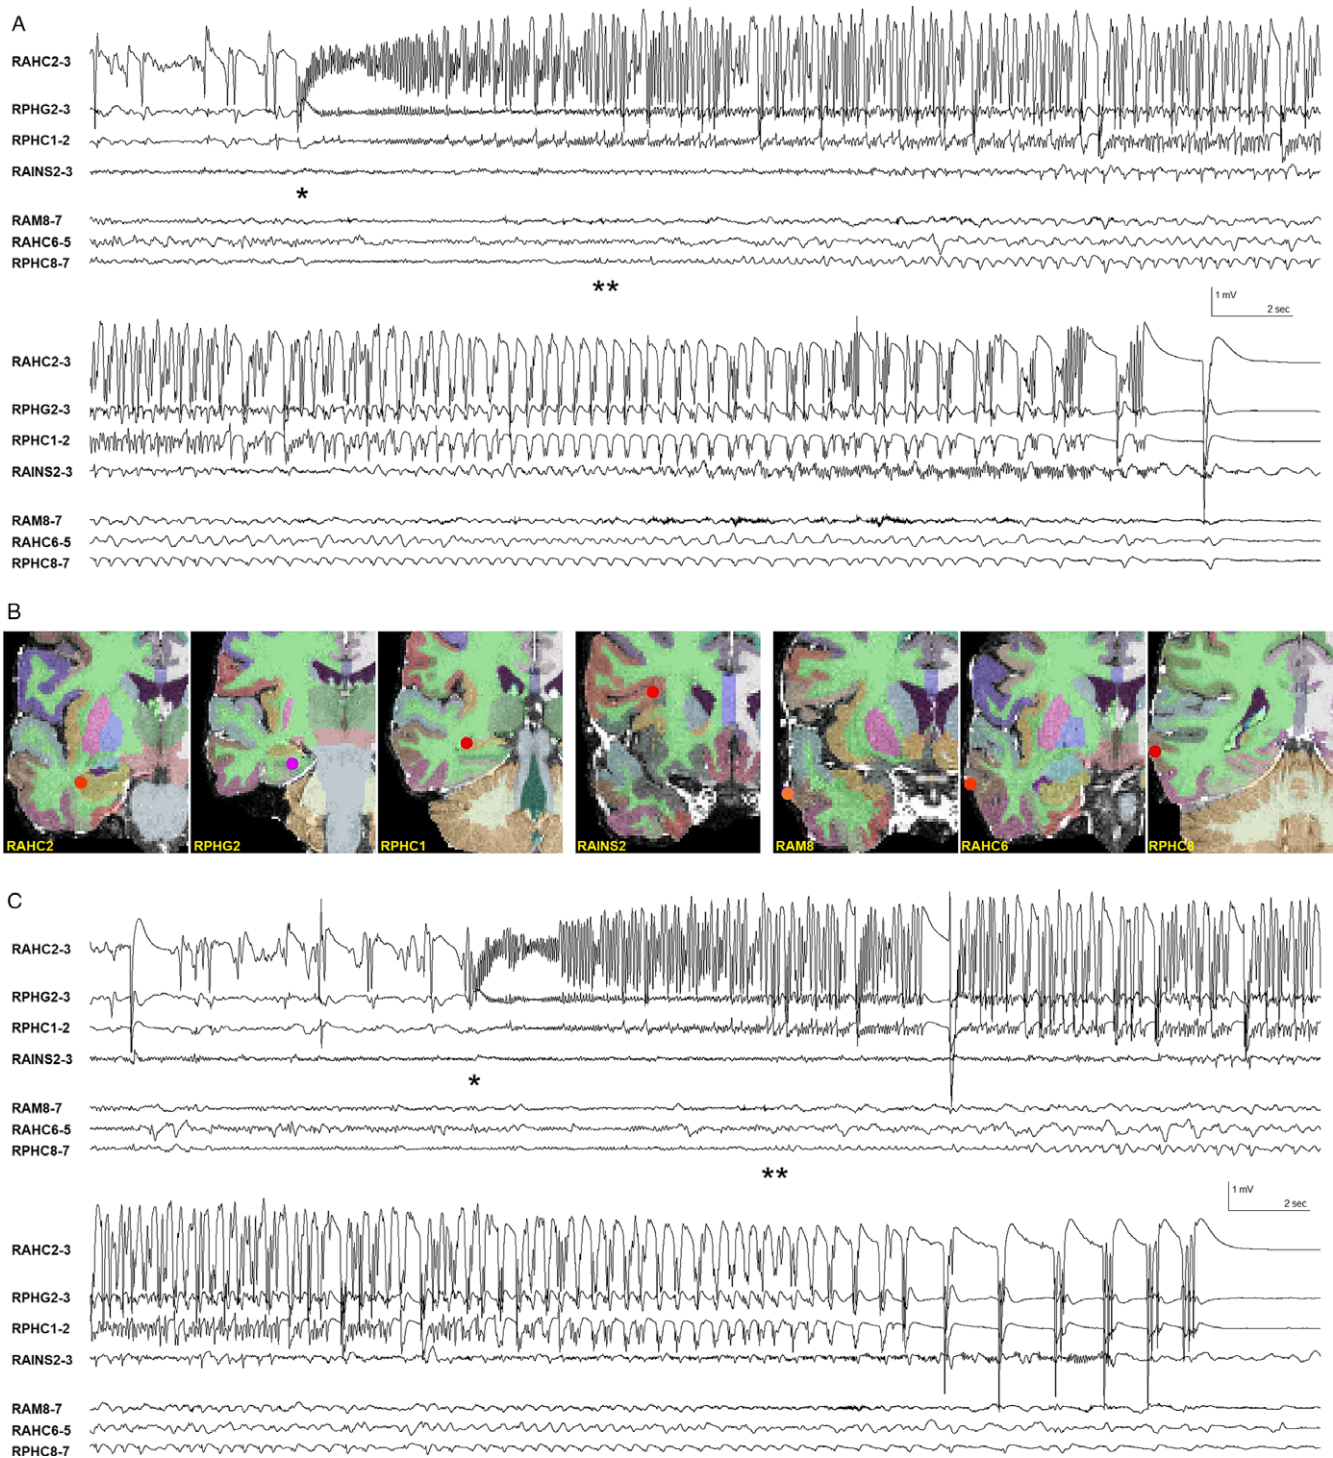 A
RAHC2-3
RPHG2-3
RPHC1-2
RAINS2-3
*
RAM8-7
RAHC6-5
RPHC8-7
**
1 mV
2 sec
RAHC2-3
RPHG2-3
RPHC1-2
RAINS2-3
RAM8-7
RAHC6-5
RPHC8-7
B
RAHC2 RPHG2 RPHC1 RAINS2 RAM8 RAHC6 RPHC8
C
RAHC2-3
RPHG2-3
RPHC1-2
RAINS2-3
*
RAM8-7
RAHC6-5
RPHC8-7
**
1 mV
2 sec
RAHC2-3
RPHG2-3
RPHC1-2
RAINS2-3
RAM8-7
RAHC6-5
RPHC8-7